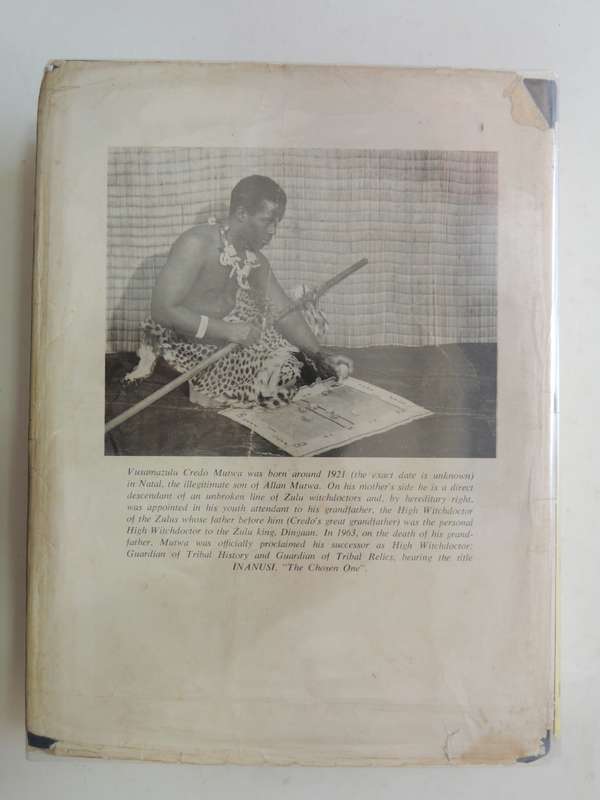 Vusamazulu Credo Mutwa was born around 1921 (the exact date is unknown)
in Natal, the illegitimate son of Allan Mutwa. On his mother's side he is a direct
descendant of an unbroken line of Zulu witchdoctors and, by hereditary right,
was appointed in his youth attendant to his grandfather, the High Witchdoctor
of the Zulus whose father before him (Credo's great grandfather) was the personal
High Witchdoctor to the Zulu king, Dingaan. In 1963, on the death of his grand-
father, Mutwa was officially proclaimed his successor as High Witchdoctor:
Guardian of Tribal History and Guardian of Tribal Relics, bearing the title
INANUSI, "The Chosen One".